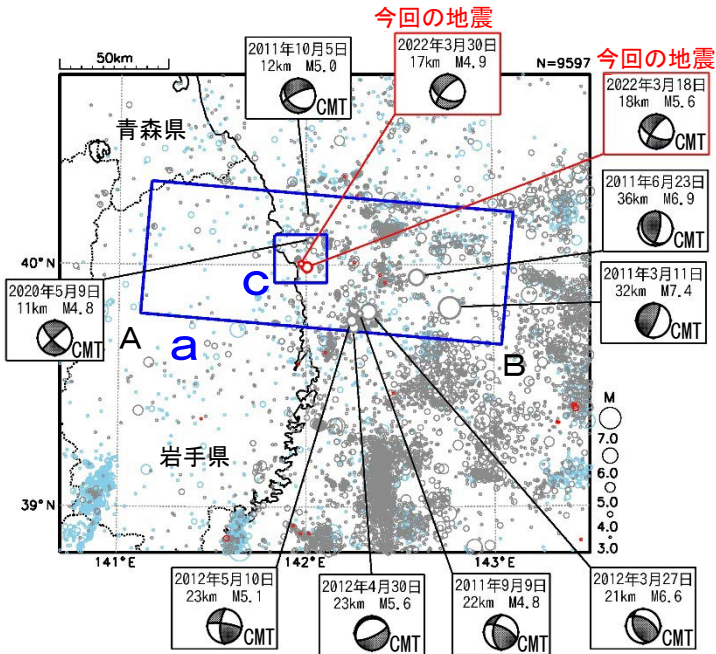 今回の地震
今回の地震
50km
N=9597
2011年10月5日
12km M5.0
CMT
2022年3月30日
17km M4.9
CMT
2022年3月18日
18km M5.6
CMT
2011年6月23日
36km M6.9
CMT
2011年3月11日
32km M7.4
CMT
2020年5月9日
11km M4.8
CMT
青森県
岩手県
40°N
39°N
c
a
A
B
M
7.0
6.0
5.0
4.0
3.0
141°E
142°E
143°E
2012年5月10日
23km M5.1
CMT
2012年4月30日
23km M5.6
CMT
2011年9月9日
22km M4.8
CMT
2012年3月27日
21km M6.6
CMT